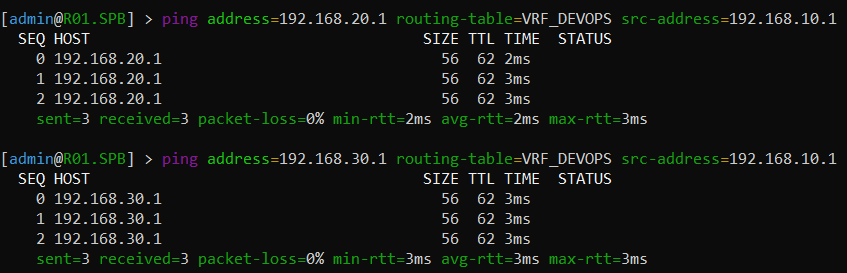 [admin@R01.SPB] > ping address=192.168.20.1 routing-table=VRF_DEVOPS src-address=192.168.10.1
SEQ HOST SIZE TTL TIME STATUS
0 192.168.20.1 56 62 2ms
1 192.168.20.1 56 62 3ms
2 192.168.20.1 56 62 3ms
sent=3 received=3 packet-loss=0% min-rtt=2ms avg-rtt=2ms max-rtt=3ms
[admin@R01.SPB] > ping address=192.168.30.1 routing-table=VRF_DEVOPS src-address=192.168.10.1
SEQ HOST SIZE TTL TIME STATUS
0 192.168.30.1 56 62 3ms
1 192.168.30.1 56 62 3ms
2 192.168.30.1 56 62 3ms
sent=3 received=3 packet-loss=0% min-rtt=3ms avg-rtt=3ms max-rtt=3ms